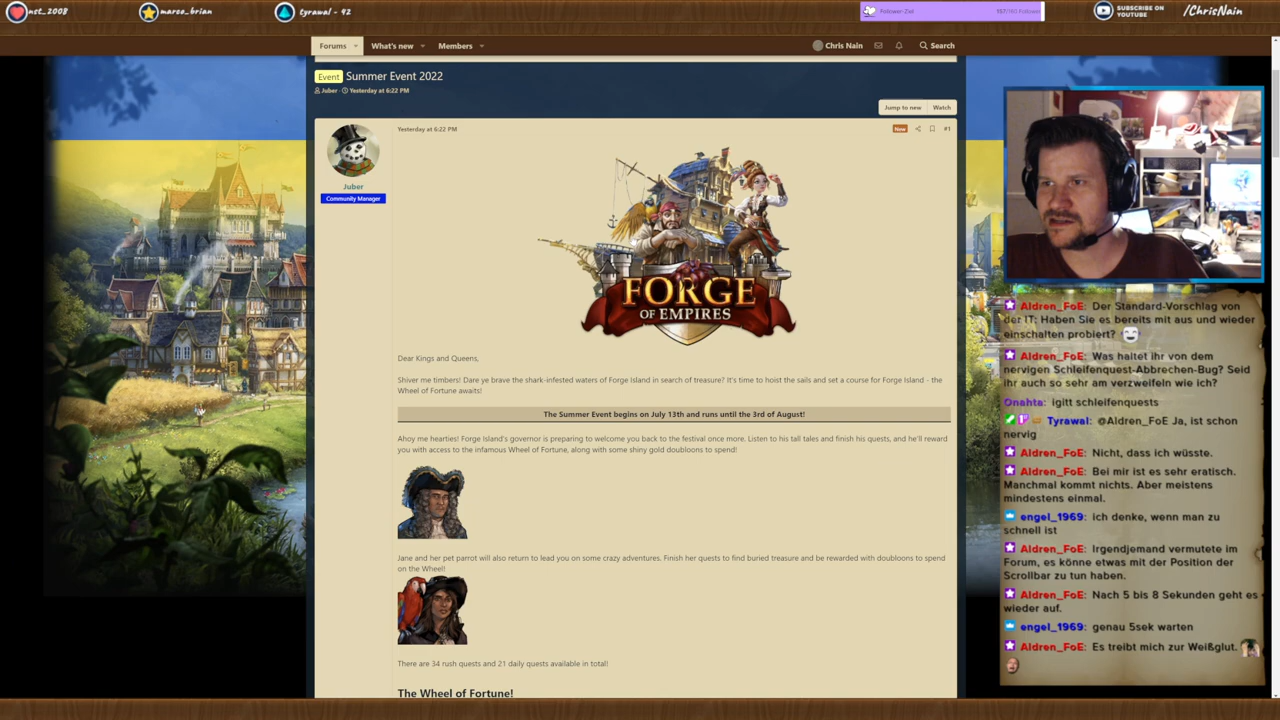 nst_2008
marco_brian
tyrawal - 42
Follower-Ziel
SUBSCRIBE ON
YOUTUBE
/ChrisNain
Forums
What's new
Members
Chris Nain
Search
Event Summer Event 2022
Juber · Yesterday at 6:22 PM
Jump to new
Watch
Yesterday at 6:22 PM
New
#1
Juber
Community Manager
FORGE
OF EMPIRES
Dear Kings and Queens,
Shiver me timbers! Dare ye brave the shark-infested waters of Forge Island in search of treasure? It's time to hoist the sails and set a course for Forge Island - the
Wheel of Fortune awaits!
The Summer Event begins on July 13th and runs until the 3rd of August!
Ahoy me hearties! Forge Island's governor is preparing to welcome you back to the festival once more. Listen to his tall tales and finish his quests, and he'll reward
you with access to the infamous Wheel of Fortune, along with some shiny gold doubloons to spend!
Jane and her pet parrot will also return to lead you on some crazy adventures. Finish her quests to find buried treasure and be rewarded with doubloons to spend
on the Wheel!
There are 34 rush quests and 21 daily quests available in total!
The Wheel of Fortune!
Aldren_FoE: Der Standard-Vorschlag von
der IT: Haben Sie es bereits mit aus und wieder
einschalten probiert?
Aldren_FoE: Was haltet ihr von dem
nervigen Schleifenquest-Abbrechen-Bug? Seid
ihr auch so sehr am verzweifeln wie ich?
Onahta: igitt schleifenquests
Tyrawal: @Aldren_FoE Ja, ist schon
nervig
Aldren_FoE: Nicht, dass ich wüsste.
Aldren_FoE: Bei mir ist es sehr eratisch.
Manchmal kommt nichts. Aber meistens
mindestens einmal.
engel_1969: ich denke, wenn man zu
schnell ist
Aldren_FoE: Irgendjemand vermutete im
Forum, es könne etwas mit der Position der
Scrollbar zu tun haben.
Aldren_FoE: Nach 5 bis 8 Sekunden geht es
wieder auf.
engel_1969: genau 5sek warten
Aldren_FoE: Es treibt mich zur Weißglut.